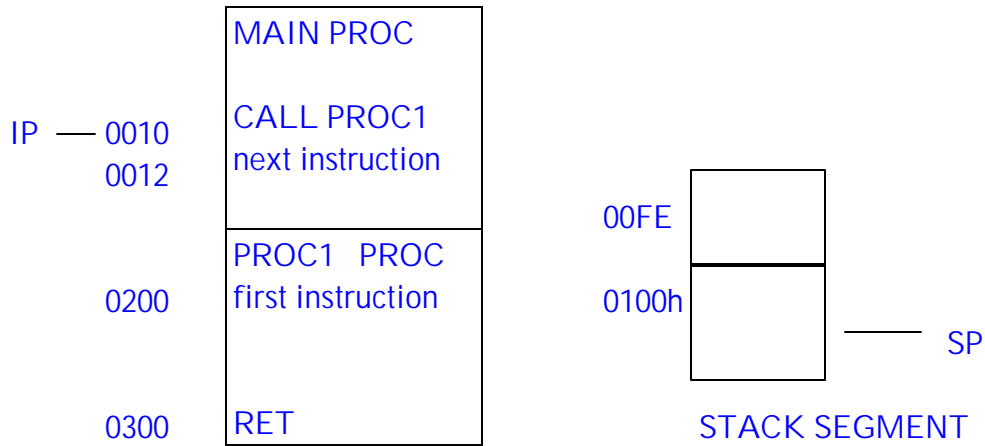 MAIN PROC
IP 0010 CALL PROC1
0012 next instruction
00FE
PROC1 PROC
0200 first instruction
0100h
SP
0300 RET
STACK SEGMENT